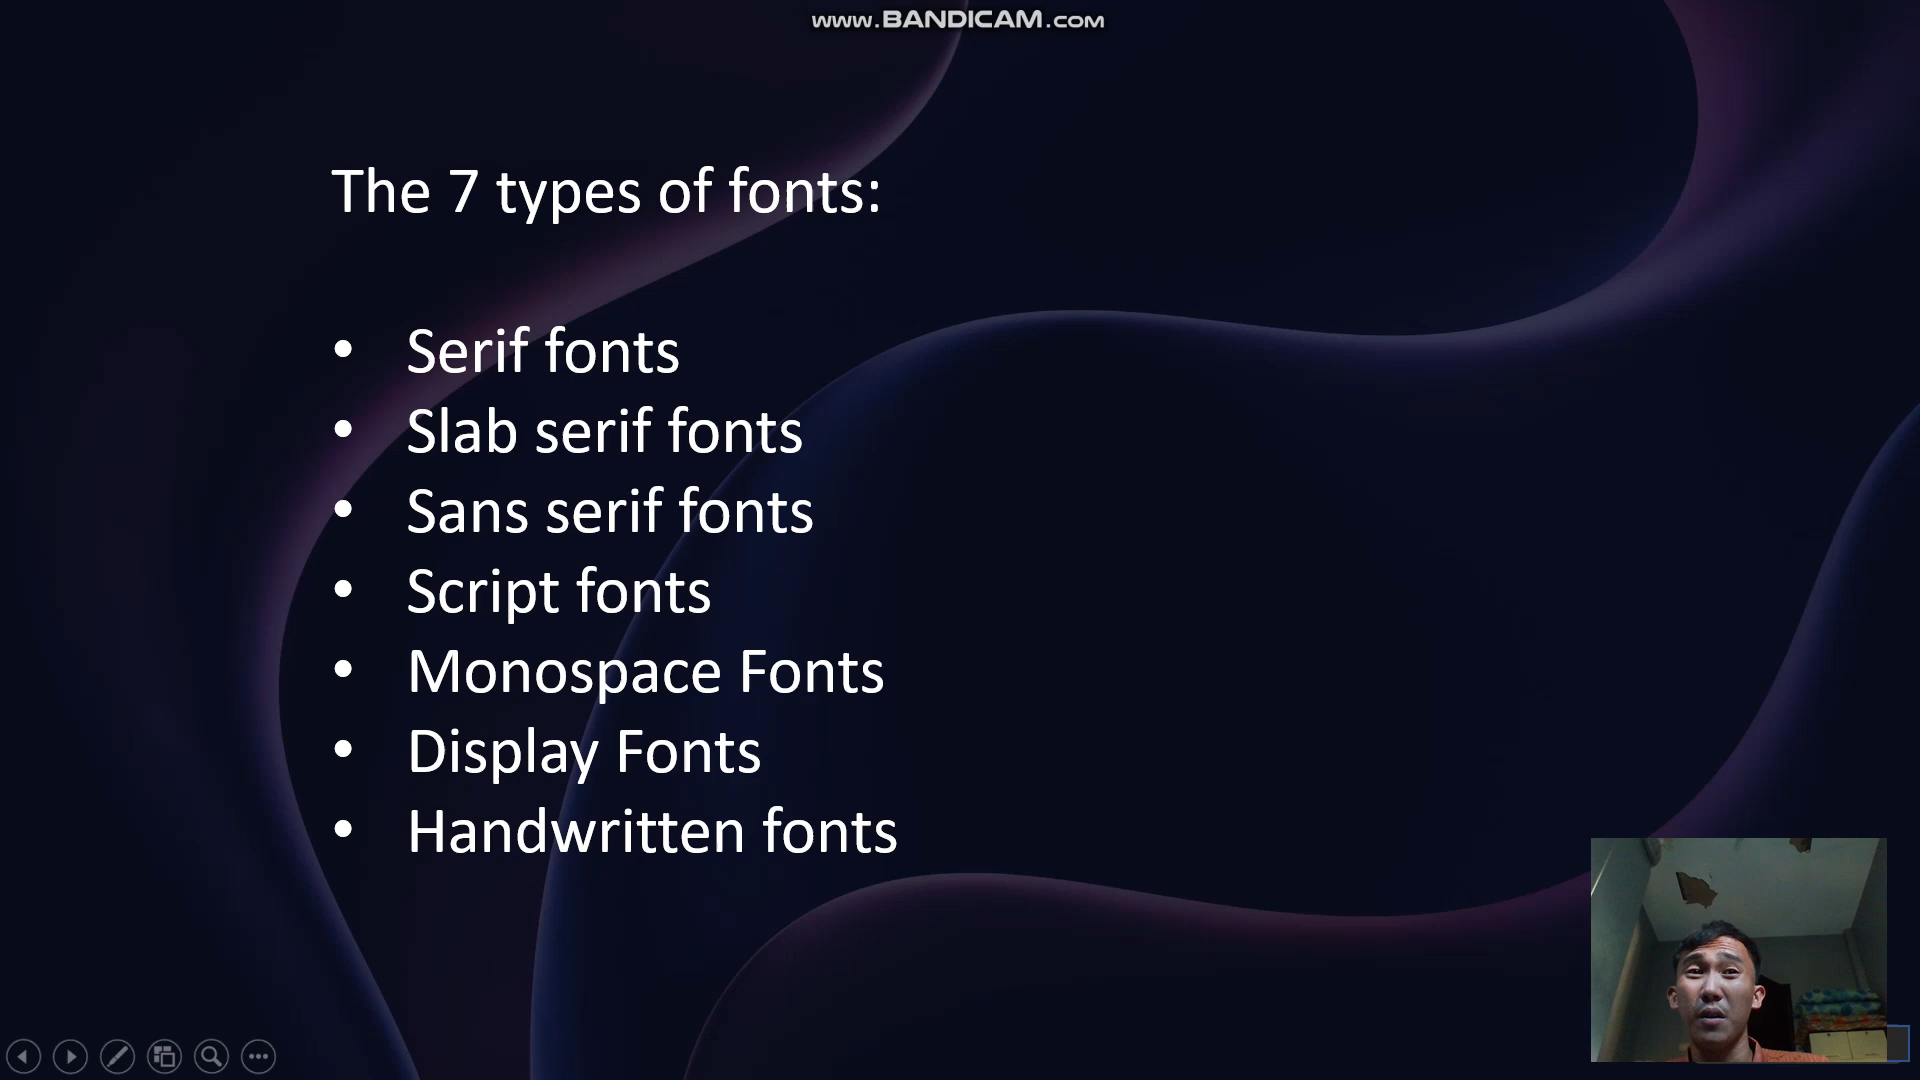 www.BANDICAM.com
The 7 types of fonts:
• Serif fonts
• Slab serif fonts
• Sans serif fonts
• Script fonts
• Monospace Fonts
• Display Fonts
• Handwritten fonts